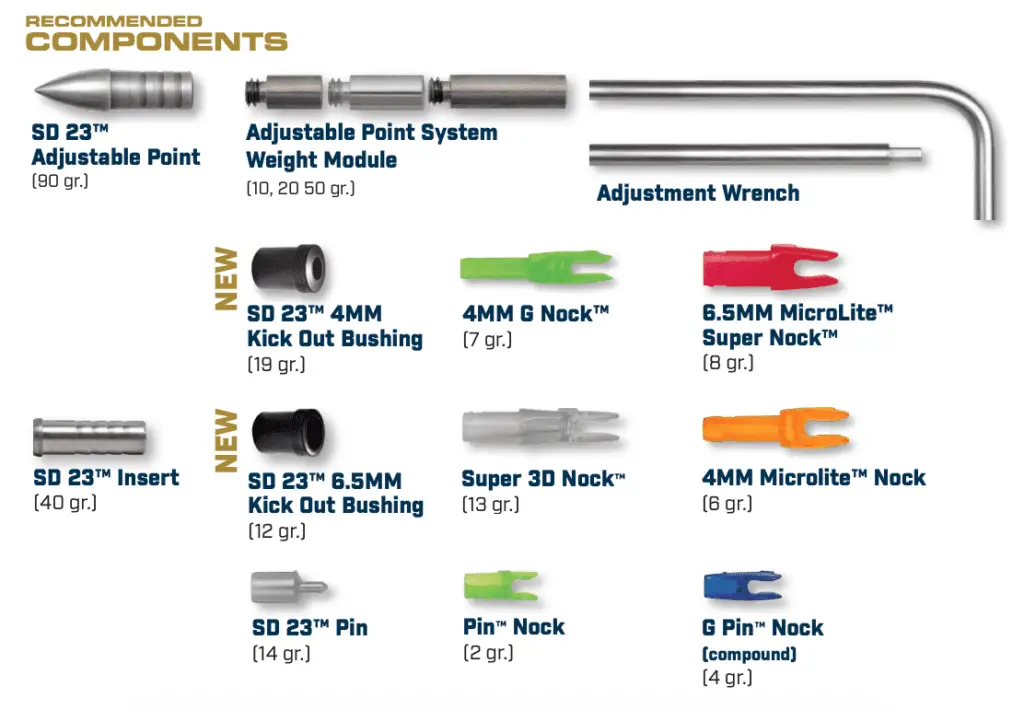 RECOMMENDED
COMPONENTS
SD 23™
Adjustable Point
(90 gr.)
Adjustable Point System
Weight Module
(10, 20 50 gr.)
Adjustment Wrench
NEW
SD 23™ 4MM
Kick Out Bushing
(19 gr.)
4MM G Nock™
(7 gr.)
6.5MM MicroLite™
Super Nock™
(8 gr.)
SD 23™ Insert
(40 gr.)
NEW
SD 23™ 6.5MM
Kick Out Bushing
(12 gr.)
Super 3D Nock™
(13 gr.)
4MM Microlite™ Nock
(6 gr.)
SD 23™ Pin
(14 gr.)
Pin™ Nock
(2 gr.)
G Pin™ Nock
(compound)
(4 gr.)